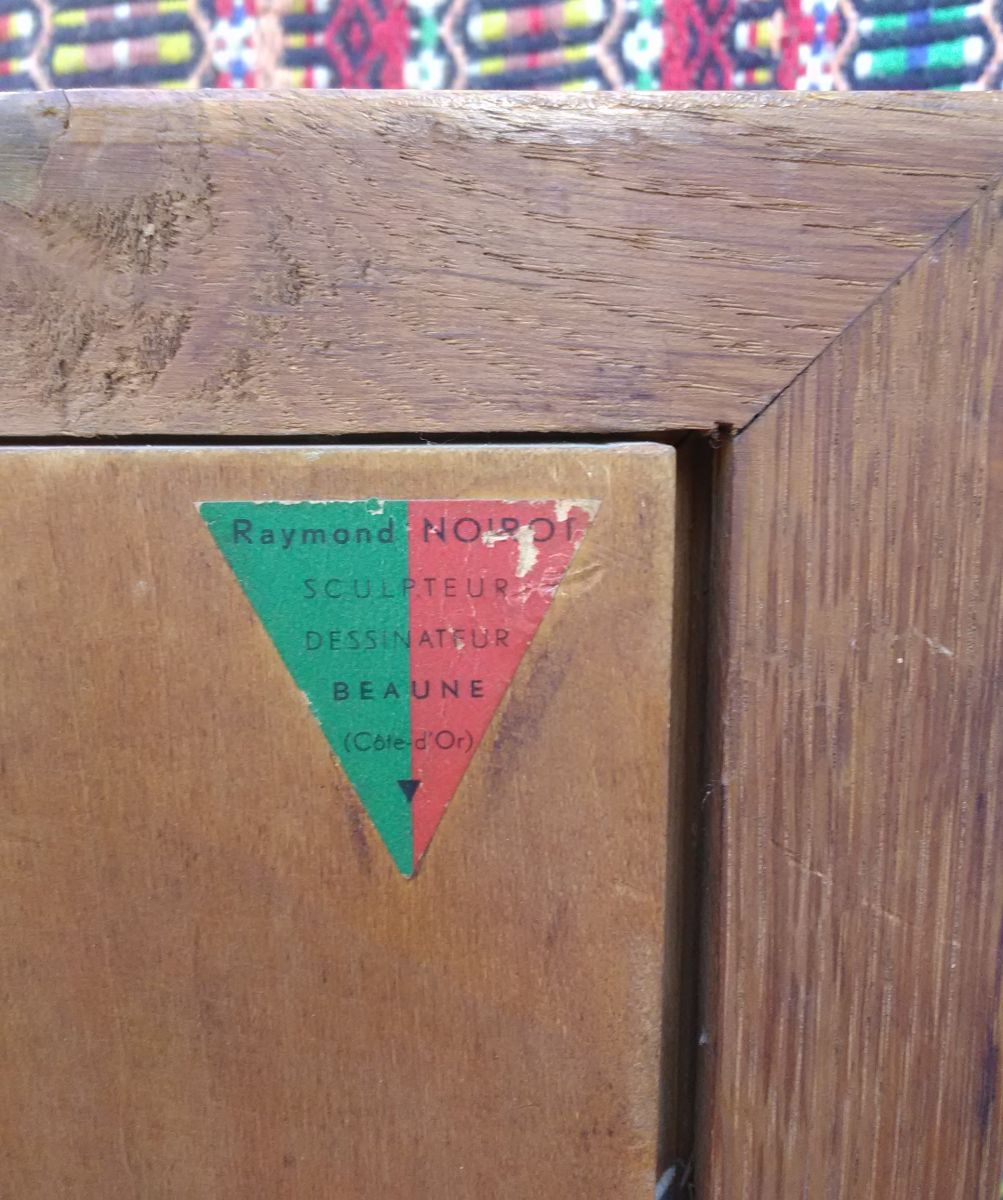 Raymond NOIROT
SCULPTEUR
DESSINATEUR
BEAUNE
(Côte-d'Or)